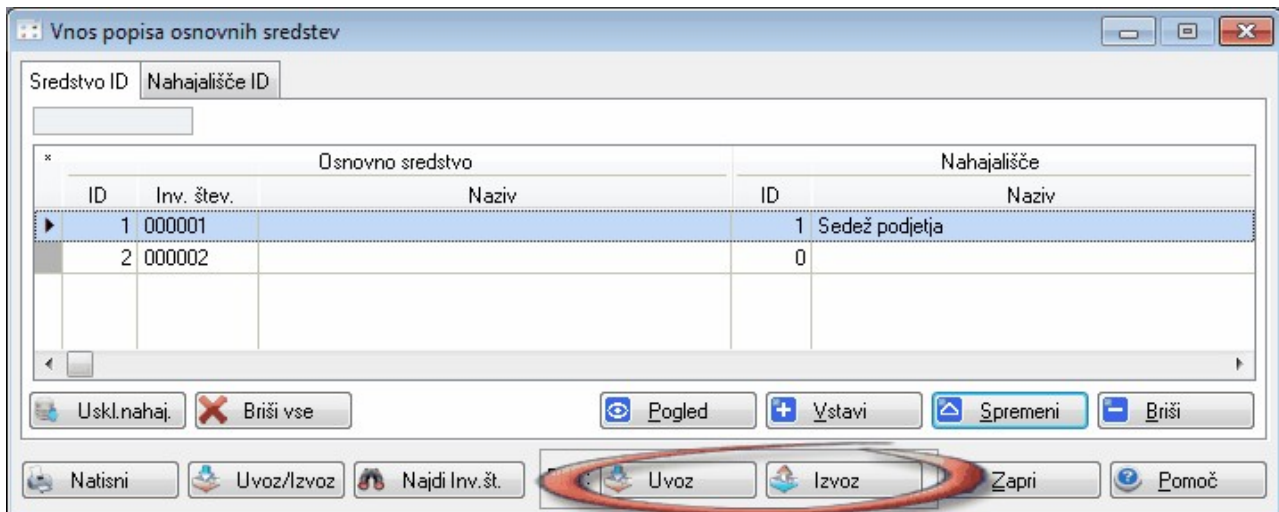 Vnos popisa osnovnih sredstev
Sredstvo ID Nahajališče ID
* Osnovno sredstvo Nahajališče
ID Inv. štev. Naziv ID Naziv
1 000001 1 Sedež podjetja
2 000002 0
Uskl.nahaj. Briši vse Pogled Vstavi Spremeni Briši
Natisni Uvoz/Izvoz Najdi Inv.št. Uvoz Izvoz Zapri Pomoč